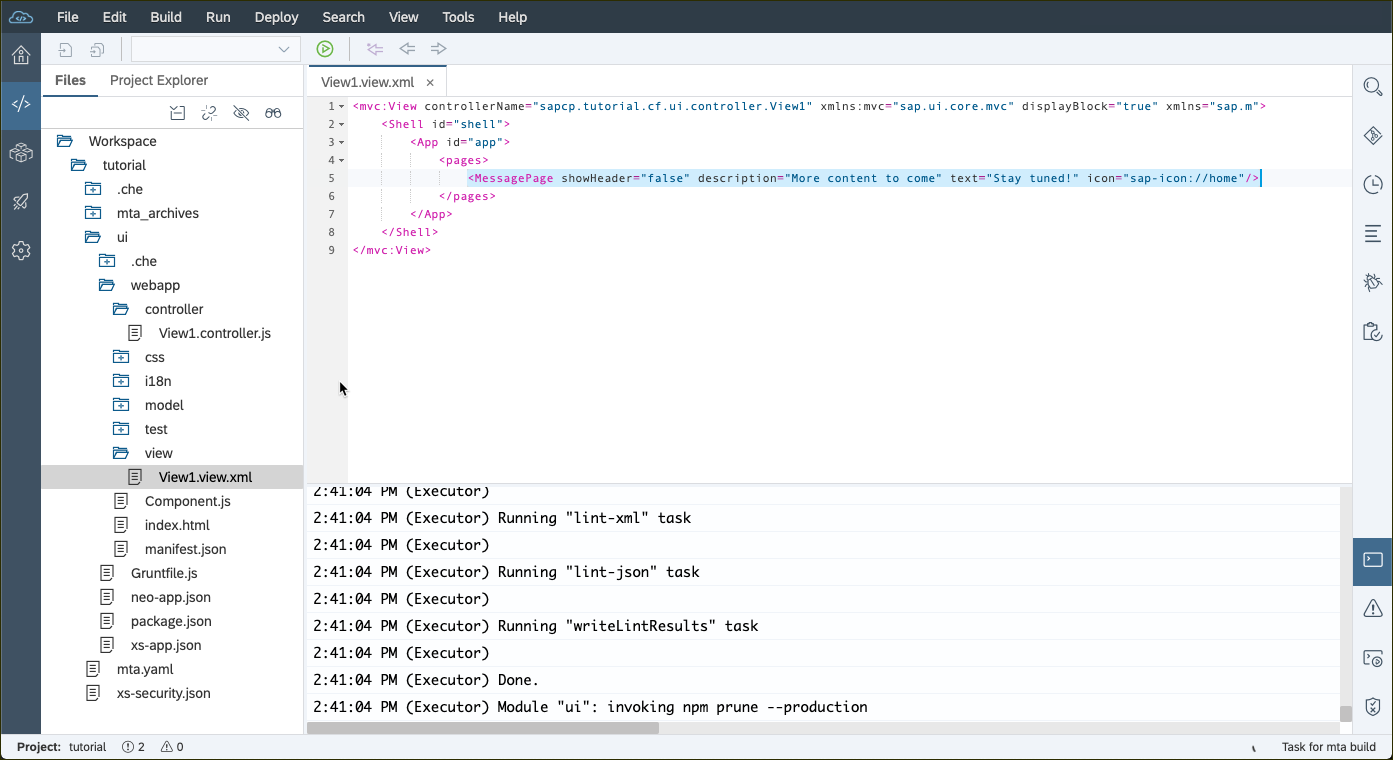 File Edit Build Run Deploy Search View Tools Help
Files Project Explorer
View1.view.xml ×
Workspace
tutorial
.che
mta_archives
ui
.che
webapp
controller
View1.controller.js
css
i18n
model
test
view
View1.view.xml
Component.js
index.html
manifest.json
Gruntfile.js
neo-app.json
package.json
xs-app.json
mta.yaml
xs-security.json
1 <mvc:View controllerName="sapcp.tutorial.cf.ui.controller.View1" xmlns:mvc="sap.ui.core.mvc" displayBlock="true" xmlns="sap.m">
2 <Shell id="shell">
3 <App id="app">
4 <pages>
5 <MessagePage showHeader="false" description="More content to come" text="Stay tuned!" icon="sap-icon://home"/>
6 </pages>
7 </App>
8 </Shell>
9 </mvc:View>
2:41:04 PM (Executor)
2:41:04 PM (Executor) Running "lint-xml" task
2:41:04 PM (Executor)
2:41:04 PM (Executor) Running "lint-json" task
2:41:04 PM (Executor)
2:41:04 PM (Executor) Running "writeLintResults" task
2:41:04 PM (Executor)
2:41:04 PM (Executor) Done.
2:41:04 PM (Executor) Module "ui": invoking npm prune --production
Project: tutorial 2 0 Task for mta build